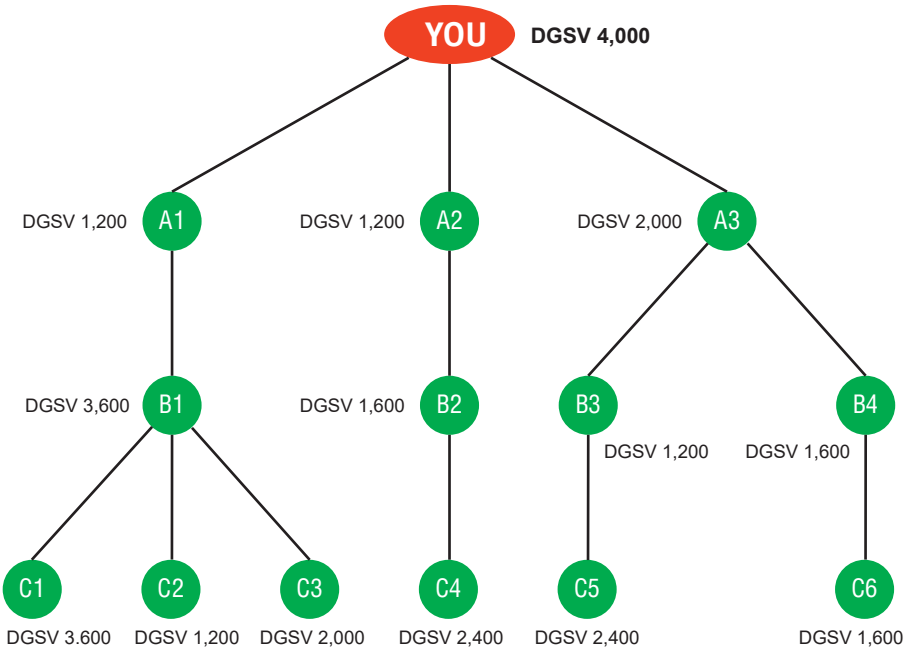 YOU DGSV 4,000
DGSV 1,200 A1 DGSV 1,200 A2 DGSV 2,000 A3
DGSV 3,600 B1 DGSV 1,600 B2 B3 B4
DGSV 1,200 DGSV 1,600
C1 C2 C3 C4 C5 C6
DGSV 3.600 DGSV 1,200 DGSV 2,000 DGSV 2,400 DGSV 2,400 DGSV 1,600